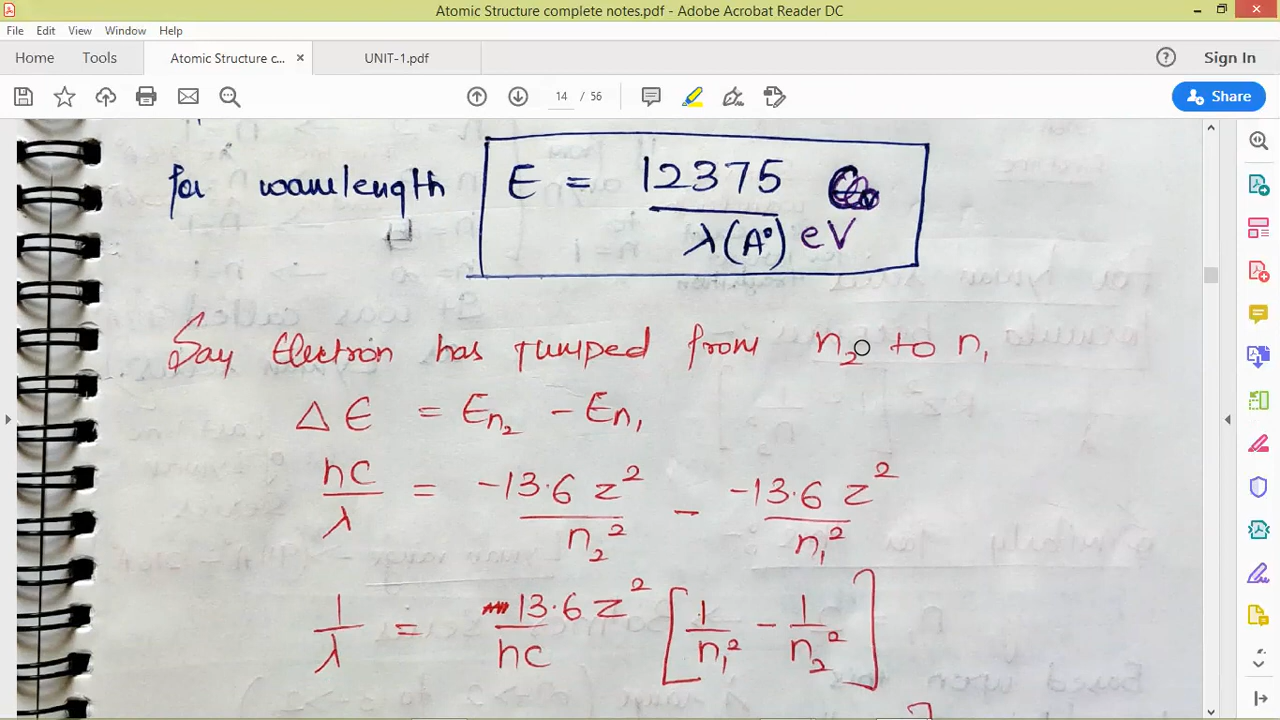 Atomic Structure complete notes.pdf - Adobe Acrobat Reader DC
File Edit View Window Help
Home Tools Atomic Structure c... × UNIT-1.pdf ? Sign In
14 / 56 Share
for wavelength E = 12375 / λ(A°) eV
Say Electron has jumped from n₂ to n₁
ΔE = En₂ - En₁
hc/λ = -13.6 z²/n₂² - -13.6 z²/n₁²
1/λ = 13.6 z²/hc [1/n₁² - 1/n₂²]